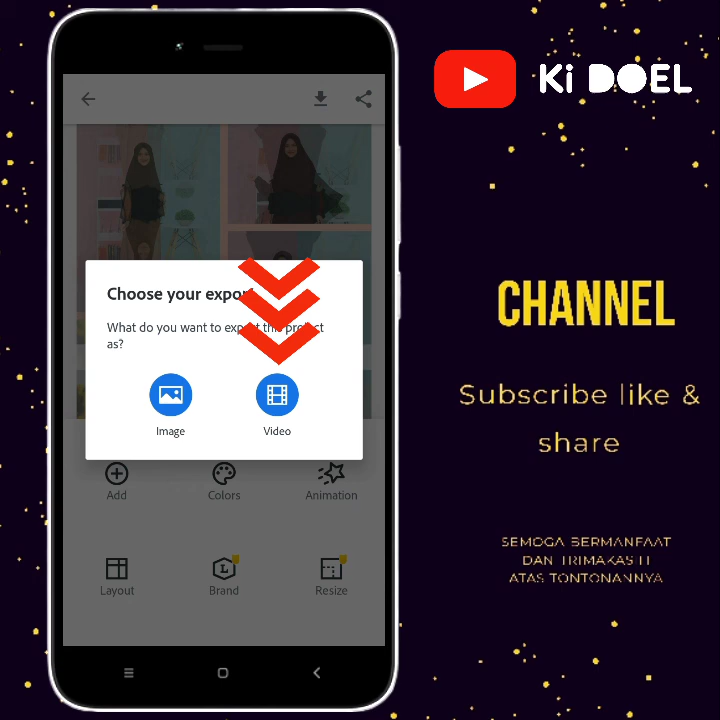 Ki DOEL
Choose your export
What do you want to export this project
as?
Image
Video
Add
Colors
Animation
Layout
Brand
Resize
CHANNEL
Subscribe like &
share
SEMOGA BERMANFAAT
DAN TRIMAKASIH
ATAS TONTONANNYA